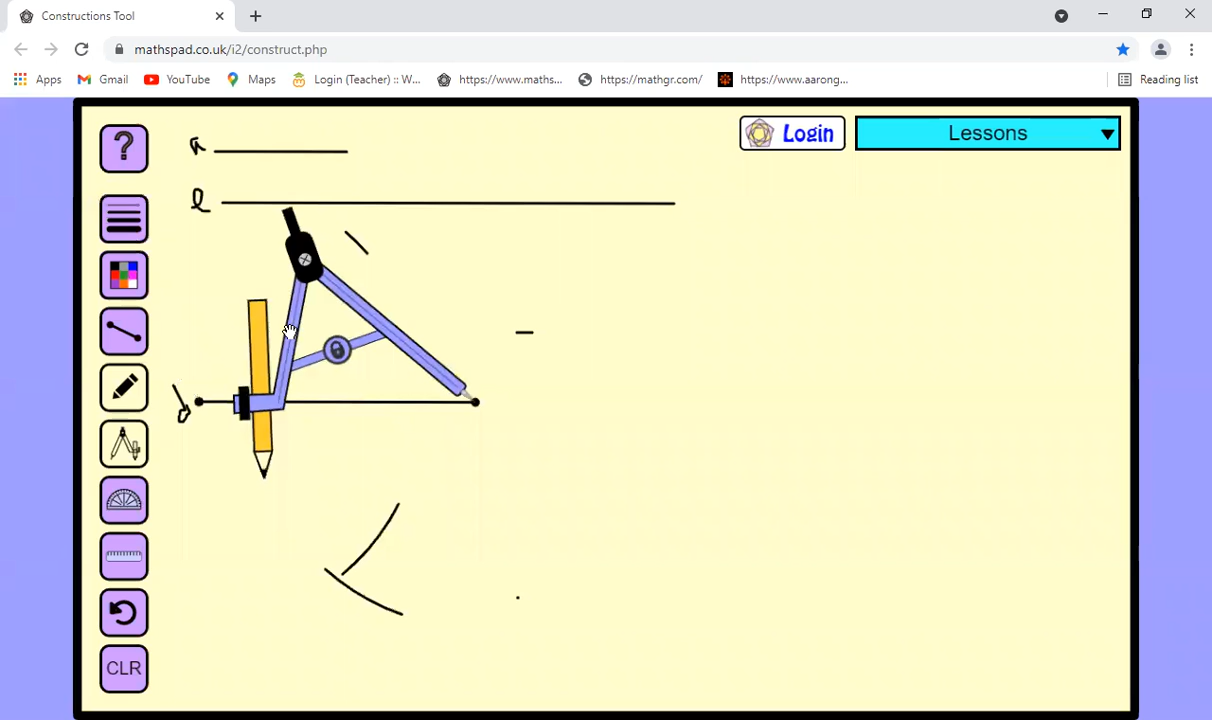 Constructions Tool
mathspad.co.uk/i2/construct.php
Apps Gmail YouTube Maps Login (Teacher) :: W... https://www.maths... https://mathgr.com/ https://www.aarong... Reading list
? Login Lessons
l
CLR